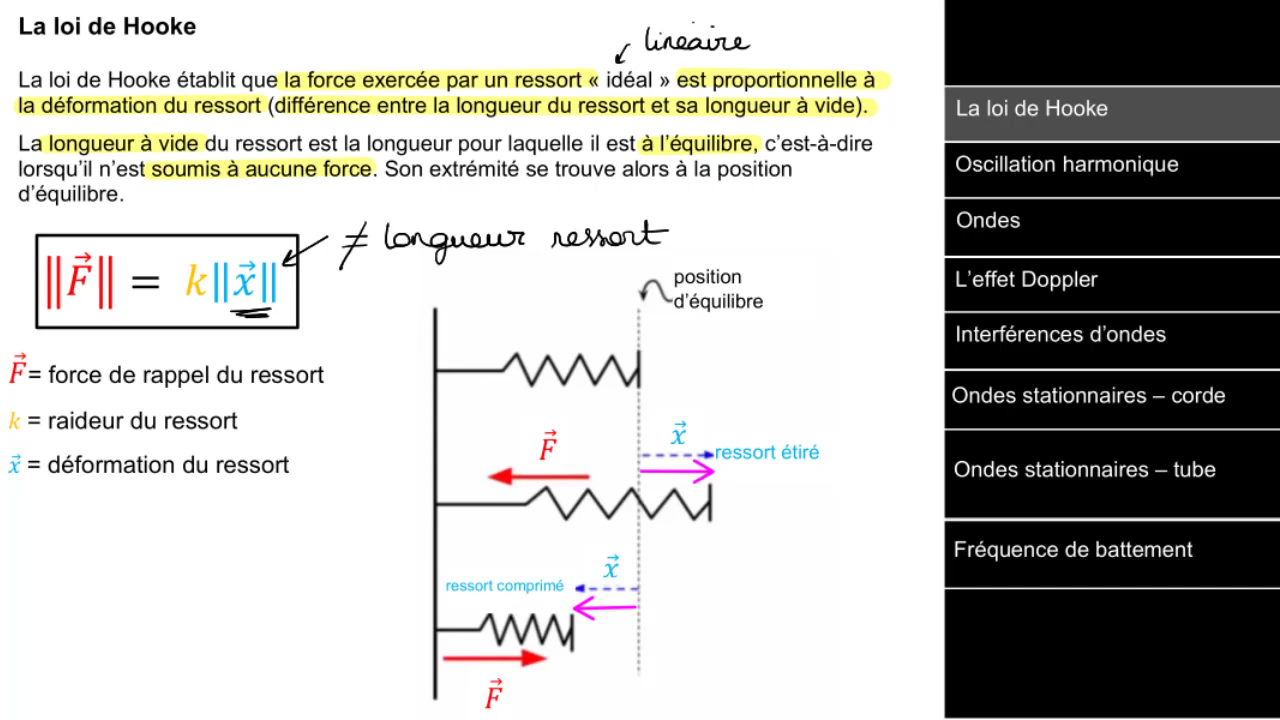 La loi de Hooke
linéaire
La loi de Hooke établit que la force exercée par un ressort « idéal » est proportionnelle à
la déformation du ressort (différence entre la longueur du ressort et sa longueur à vide).
La longueur à vide du ressort est la longueur pour laquelle il est à l’équilibre, c’est-à-dire
lorsqu’il n’est soumis à aucune force. Son extrémité se trouve alors à la position
d’équilibre.
≠ longueur ressort
‖F⃗‖ = k‖x⃗‖
F⃗ = force de rappel du ressort
k = raideur du ressort
x⃗ = déformation du ressort
position
d’équilibre
F⃗
x⃗
ressort étiré
x⃗
ressort comprimé
F⃗
La loi de Hooke
Oscillation harmonique
Ondes
L’effet Doppler
Interférences d’ondes
Ondes stationnaires – corde
Ondes stationnaires – tube
Fréquence de battement